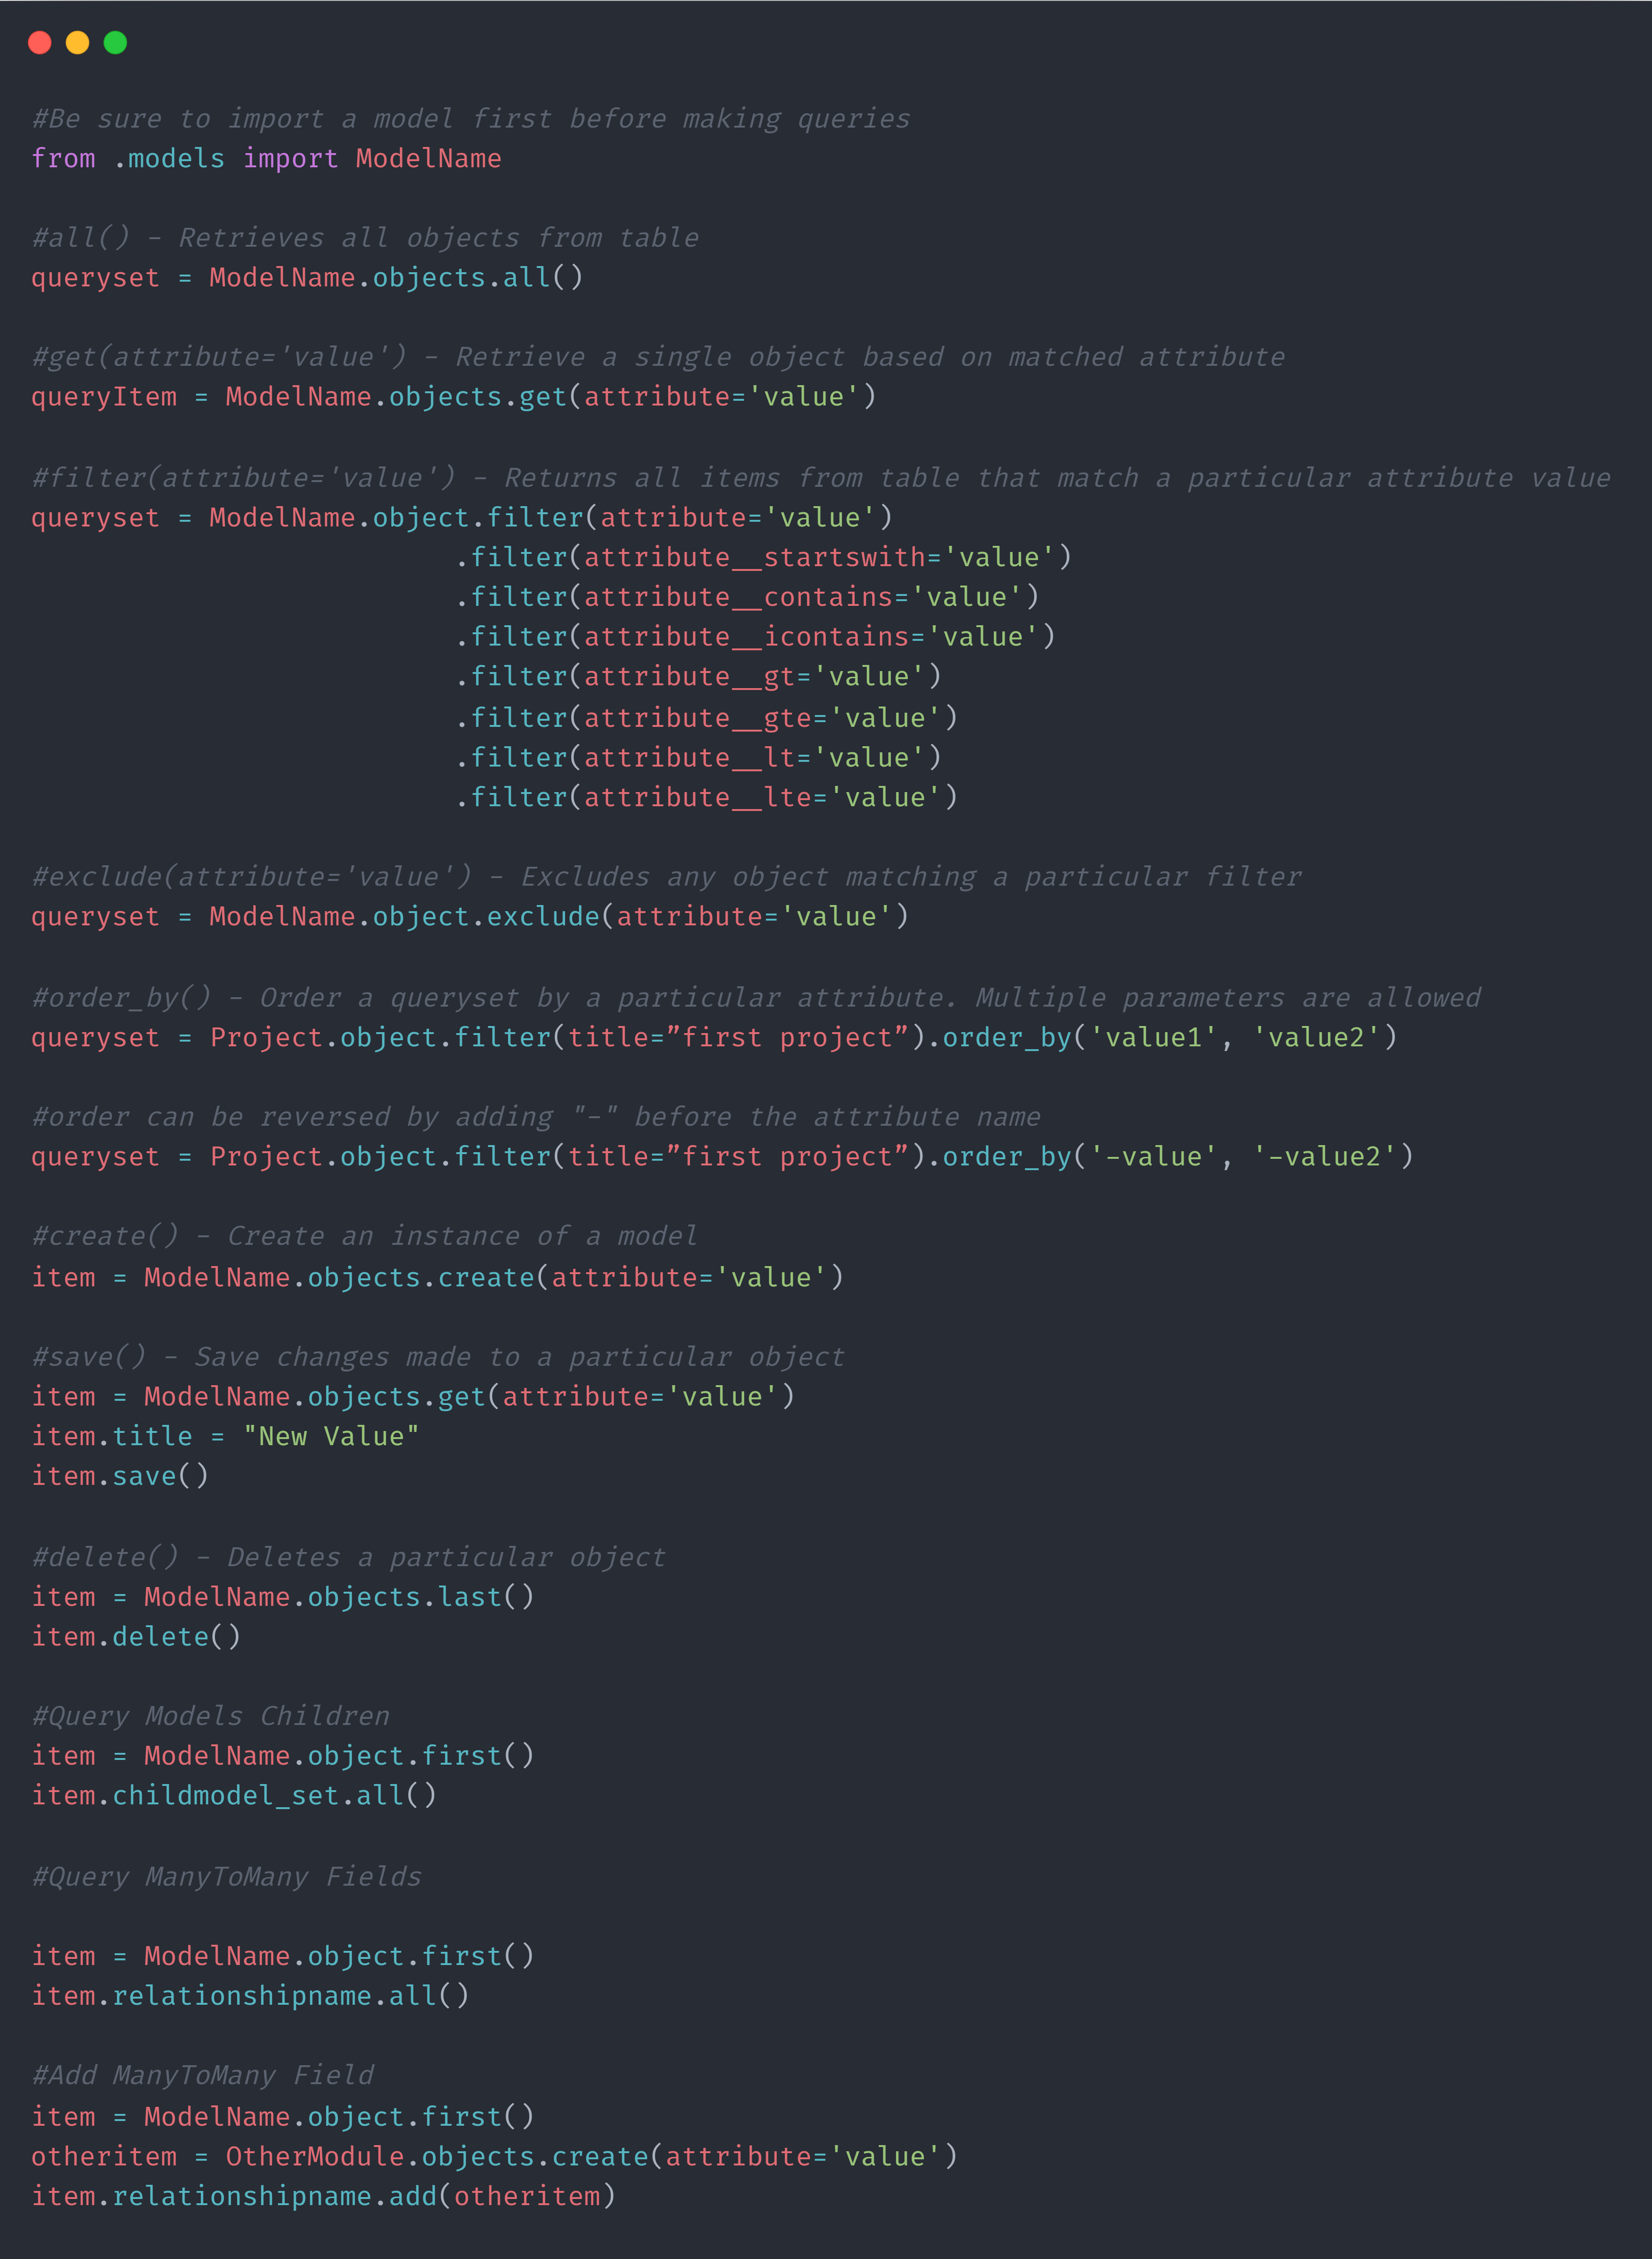 #Be sure to import a model first before making queries
from .models import ModelName
#all() - Retrieves all objects from table
queryset = ModelName.objects.all()
#get(attribute='value') - Retrieve a single object based on matched attribute
queryItem = ModelName.objects.get(attribute='value')
#filter(attribute='value') - Returns all items from table that match a particular attribute value
queryset = ModelName.object.filter(attribute='value')
.filter(attribute__startswith='value')
.filter(attribute__contains='value')
.filter(attribute__icontains='value')
.filter(attribute__gt='value')
.filter(attribute__gte='value')
.filter(attribute__lt='value')
.filter(attribute__lte='value')
#exclude(attribute='value') - Excludes any object matching a particular filter
queryset = ModelName.object.exclude(attribute='value')
#order_by() - Order a queryset by a particular attribute. Multiple parameters are allowed
queryset = Project.object.filter(title=”first project”).order_by('value1', 'value2')
#order can be reversed by adding "-" before the attribute name
queryset = Project.object.filter(title=”first project”).order_by('-value', '-value2')
#create() - Create an instance of a model
item = ModelName.objects.create(attribute='value')
#save() - Save changes made to a particular object
item = ModelName.objects.get(attribute='value')
item.title = "New Value"
item.save()
#delete() - Deletes a particular object
item = ModelName.objects.last()
item.delete()
#Query Models Children
item = ModelName.object.first()
item.childmodel_set.all()
#Query ManyToMany Fields
item = ModelName.object.first()
item.relationshipname.all()
#Add ManyToMany Field
item = ModelName.object.first()
otheritem = OtherModule.objects.create(attribute='value')
item.relationshipname.add(otheritem)